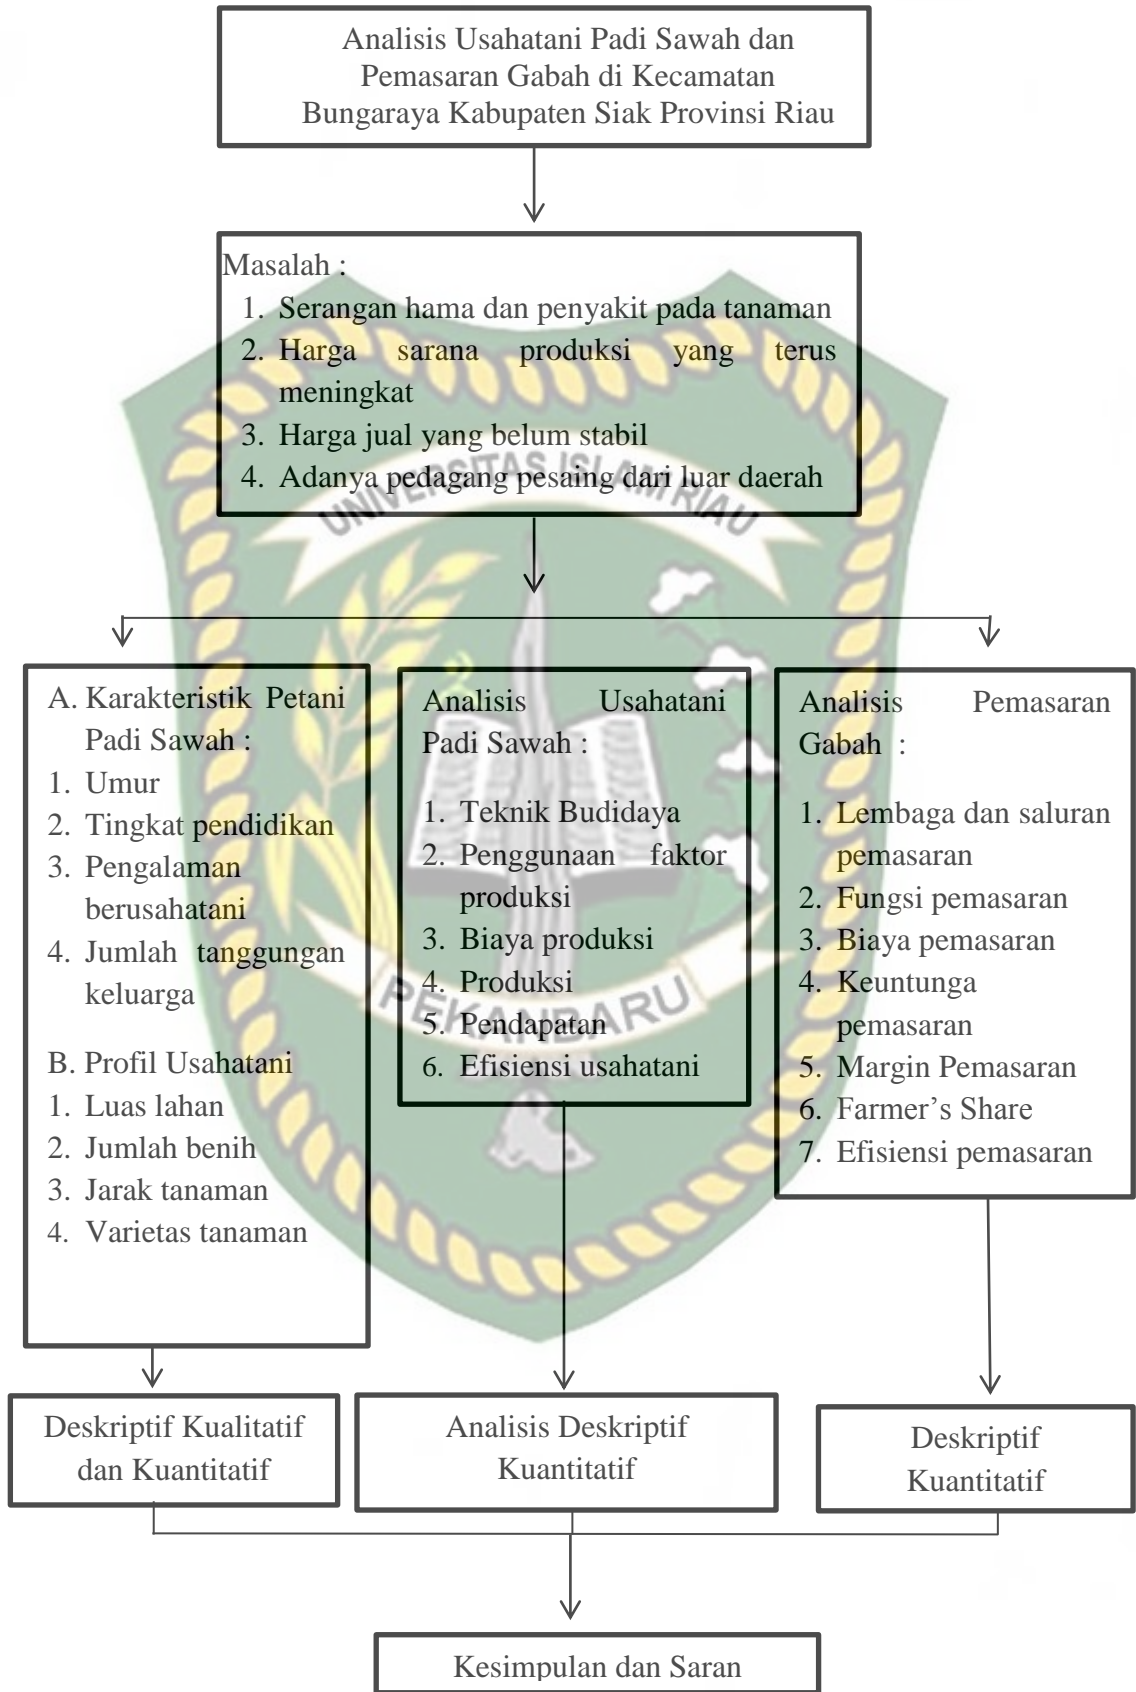 Analisis Usahatani Padi Sawah dan
Pemasaran Gabah di Kecamatan
Bungaraya Kabupaten Siak Provinsi Riau
Masalah :
1. Serangan hama dan penyakit pada tanaman
2. Harga sarana produksi yang terus
meningkat
3. Harga jual yang belum stabil
4. Adanya pedagang pesaing dari luar daerah
UNIVERSITAS ISLAM RIAU
A. Karakteristik Petani
Padi Sawah :
1. Umur
2. Tingkat pendidikan
3. Pengalaman
berusahatani
4. Jumlah tanggungan
keluarga
B. Profil Usahatani
1. Luas lahan
2. Jumlah benih
3. Jarak tanaman
4. Varietas tanaman
Analisis Usahatani
Padi Sawah :
1. Teknik Budidaya
2. Penggunaan faktor
produksi
3. Biaya produksi
4. Produksi
5. Pendapatan
6. Efisiensi usahatani
PEKANBARU
Analisis Pemasaran
Gabah :
1. Lembaga dan saluran
pemasaran
2. Fungsi pemasaran
3. Biaya pemasaran
4. Keuntunga
pemasaran
5. Margin Pemasaran
6. Farmer’s Share
7. Efisiensi pemasaran
Deskriptif Kualitatif
dan Kuantitatif
Analisis Deskriptif
Kuantitatif
Deskriptif
Kuantitatif
Kesimpulan dan Saran